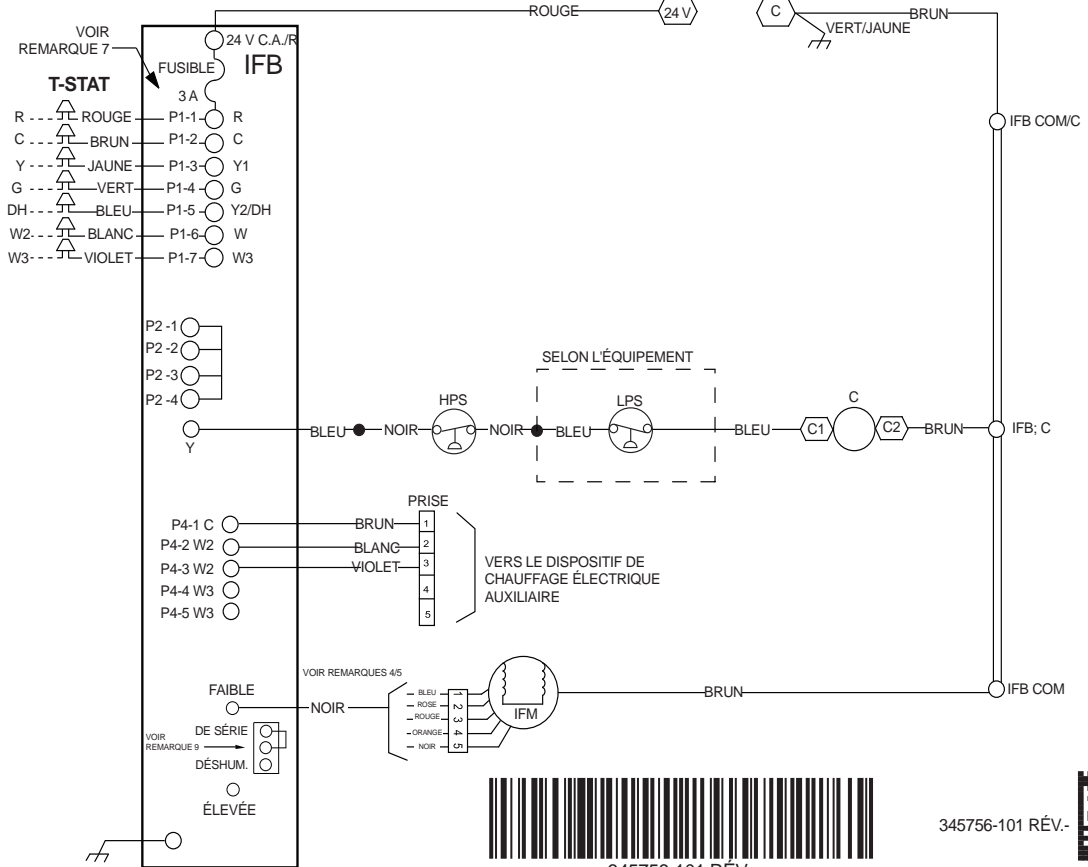 ROUGE
24 V
C
BRUN
VERT/JAUNE
VOIR
REMARQUE 7
24 V C.A./R
FUSIBLE
IFB
3 A
T-STAT
R ROUGE P1-1 R
C BRUN P1-2 C
Y JAUNE P1-3 Y1
G VERT P1-4 G
DH BLEU P1-5 Y2/DH
W2 BLANC P1-6 W
W3 VIOLET P1-7 W3
IFB COM/C
P2 -1
P2 -2
P2 -3
P2 -4
Y
SELON L'ÉQUIPEMENT
HPS
LPS
C
BLEU NOIR NOIR BLEU BLEU C1 C2 BRUN IFB; C
PRISE
P4-1 C BRUN 1
P4-2 W2 BLANC 2
P4-3 W2 VIOLET 3
P4-4 W3 4
P4-5 W3 5
VERS LE DISPOSITIF DE
CHAUFFAGE ÉLECTRIQUE
AUXILIAIRE
VOIR REMARQUES 4/5
FAIBLE
NOIR
BLEU 1
ROSE 2
ROUGE 3
ORANGE 4
NOIR 5
IFM
BRUN
IFB COM
VOIR
REMARQUE 9
DE SÉRIE
DÉSHUM.
ÉLEVÉE
345756-101 RÉV.-